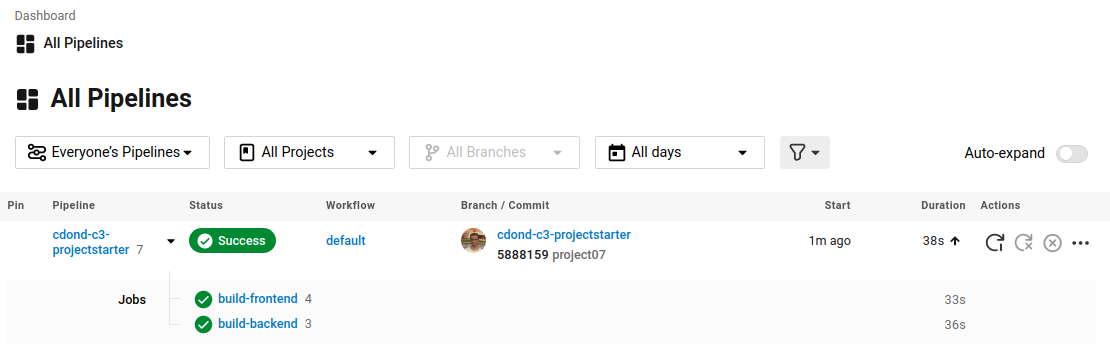 Dashboard
All Pipelines
All Pipelines
Everyone's Pipelines All Projects All Branches All days Auto-expand
Pin Pipeline Status Workflow Branch / Commit Start Duration Actions
cdond-c3-projectstarter 7 Success default cdond-c3-projectstarter 1m ago 38s
5888159 project07
Jobs build-frontend 4 33s
build-backend 3 36s